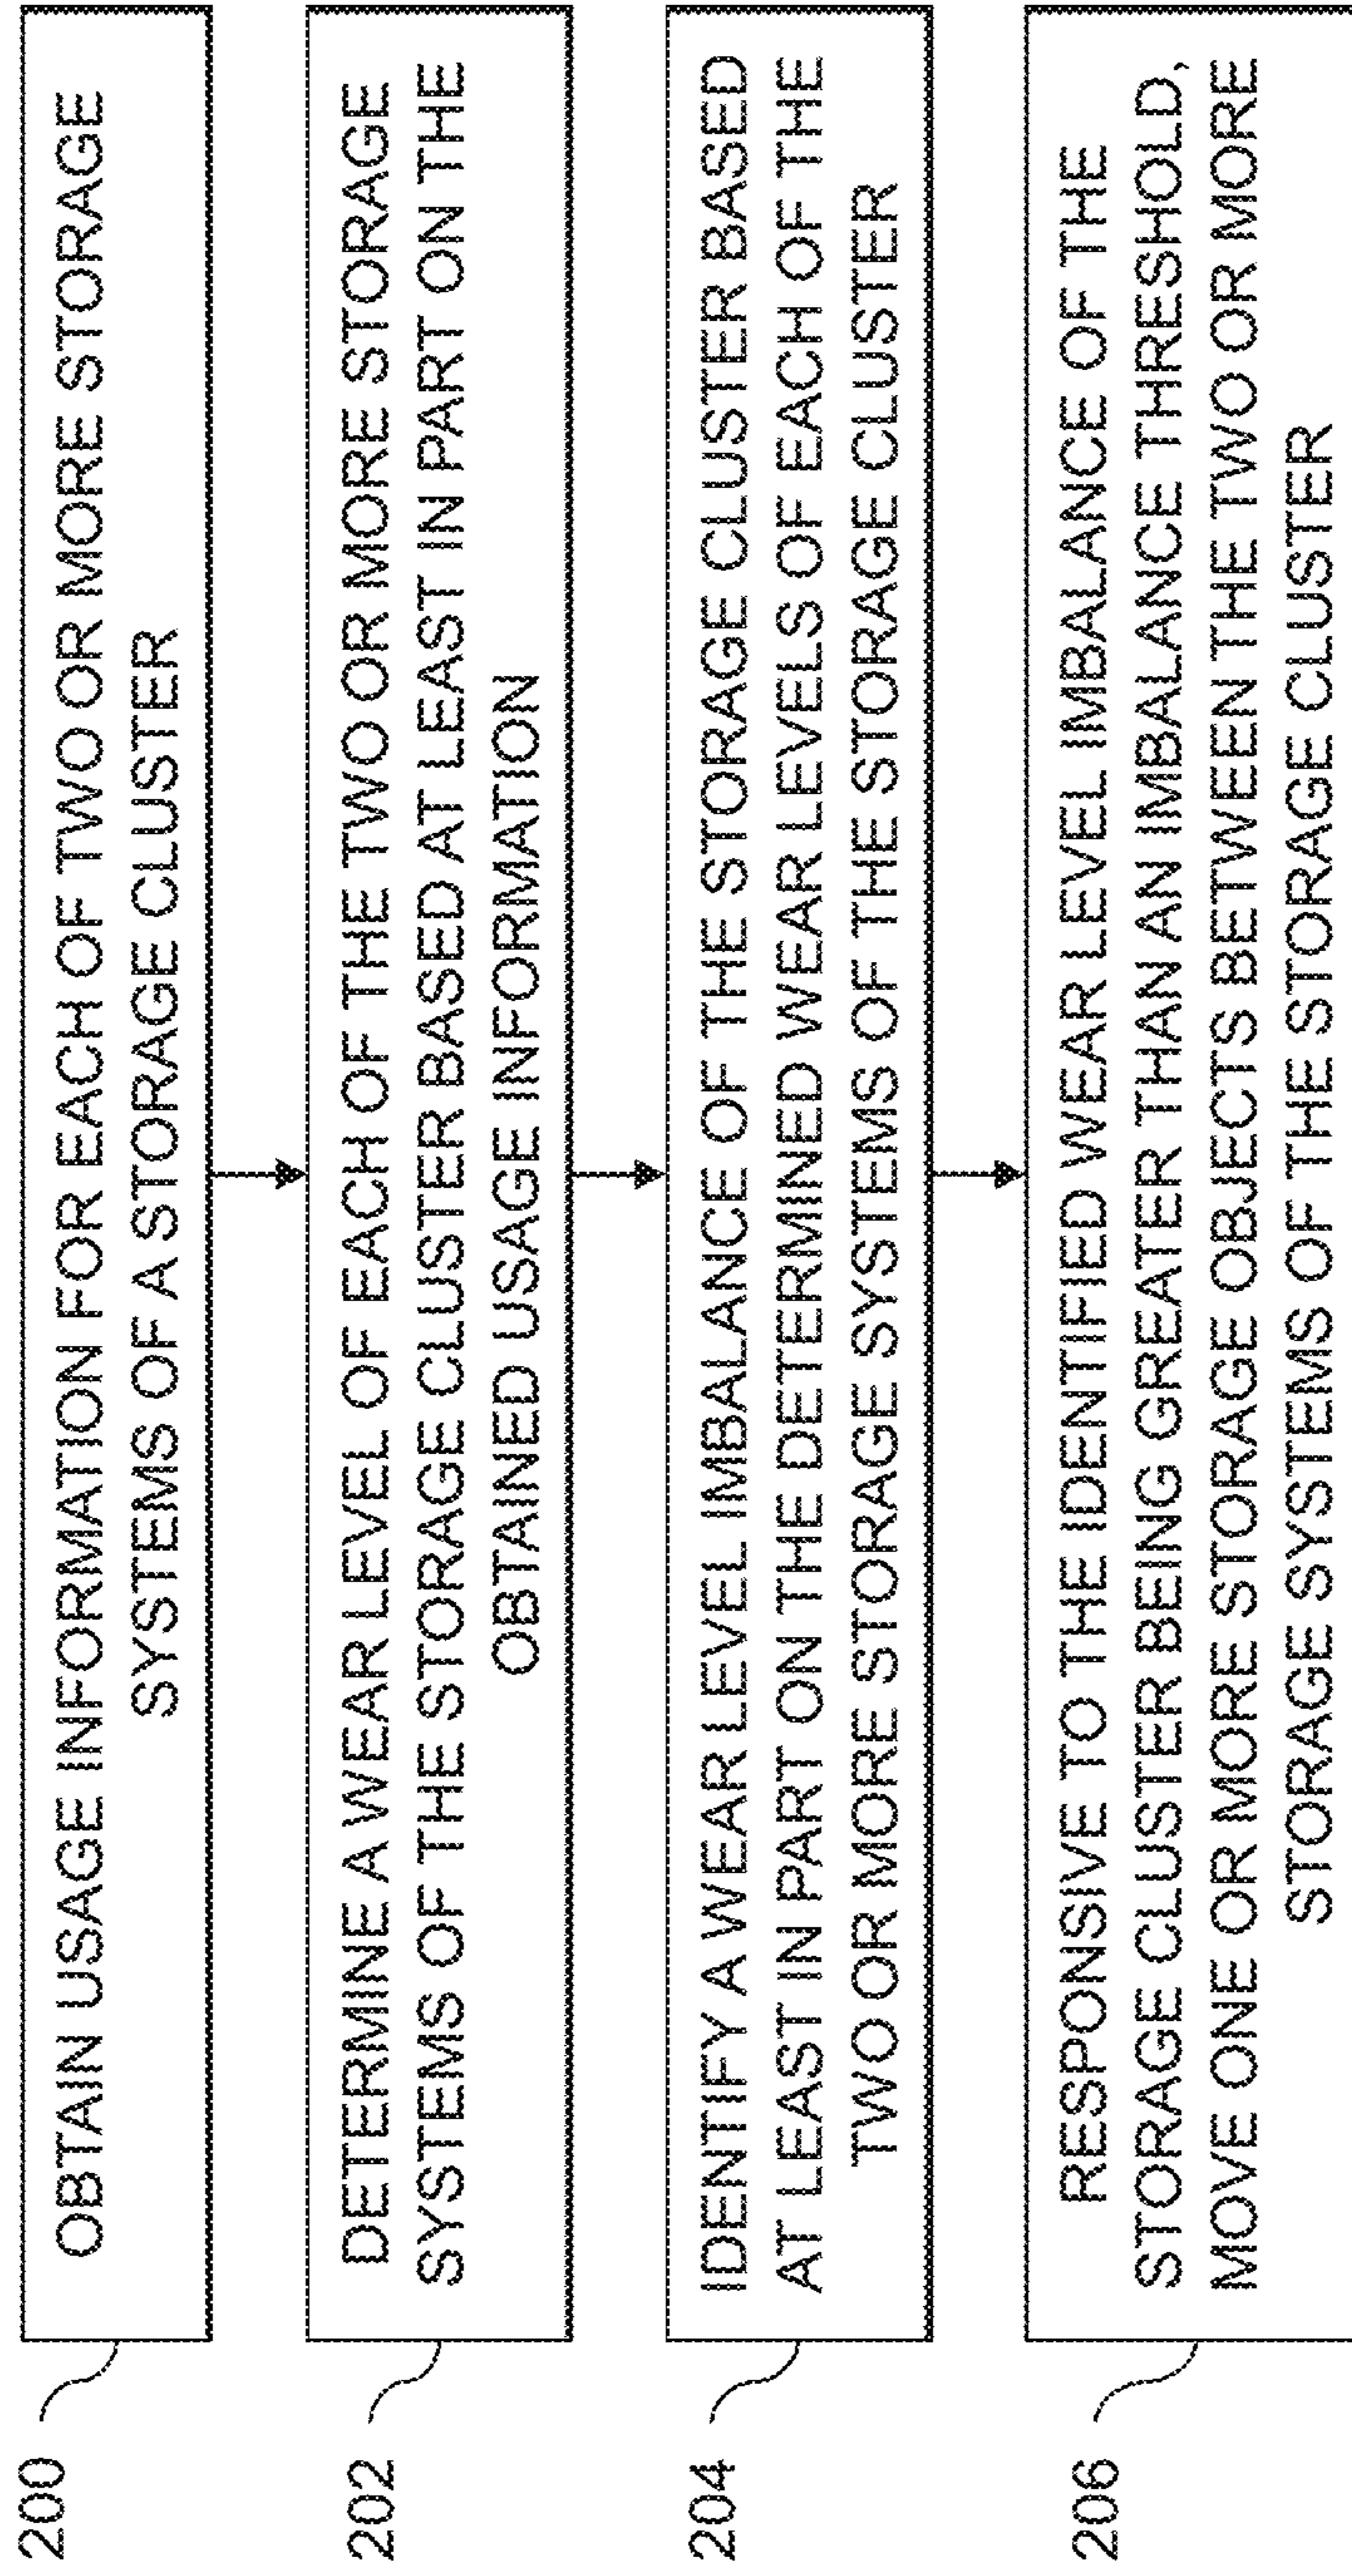 200
OBTAIN USAGE INFORMATION FOR EACH OF TWO OR MORE STORAGE
SYSTEMS OF A STORAGE CLUSTER
202
DETERMINE A WEAR LEVEL OF EACH OF THE TWO OR MORE STORAGE
SYSTEMS OF THE STORAGE CLUSTER BASED AT LEAST IN PART ON THE
OBTAINED USAGE INFORMATION
204
IDENTIFY A WEAR LEVEL IMBALANCE OF THE STORAGE CLUSTER BASED
AT LEAST IN PART ON THE DETERMINED WEAR LEVELS OF EACH OF THE
TWO OR MORE STORAGE SYSTEMS OF THE STORAGE CLUSTER
206
RESPONSIVE TO THE IDENTIFIED WEAR LEVEL IMBALANCE OF THE
STORAGE CLUSTER BEING GREATER THAN AN IMBALANCE THRESHOLD,
MOVE ONE OR MORE STORAGE OBJECTS BETWEEN THE TWO OR MORE
STORAGE SYSTEMS OF THE STORAGE CLUSTER